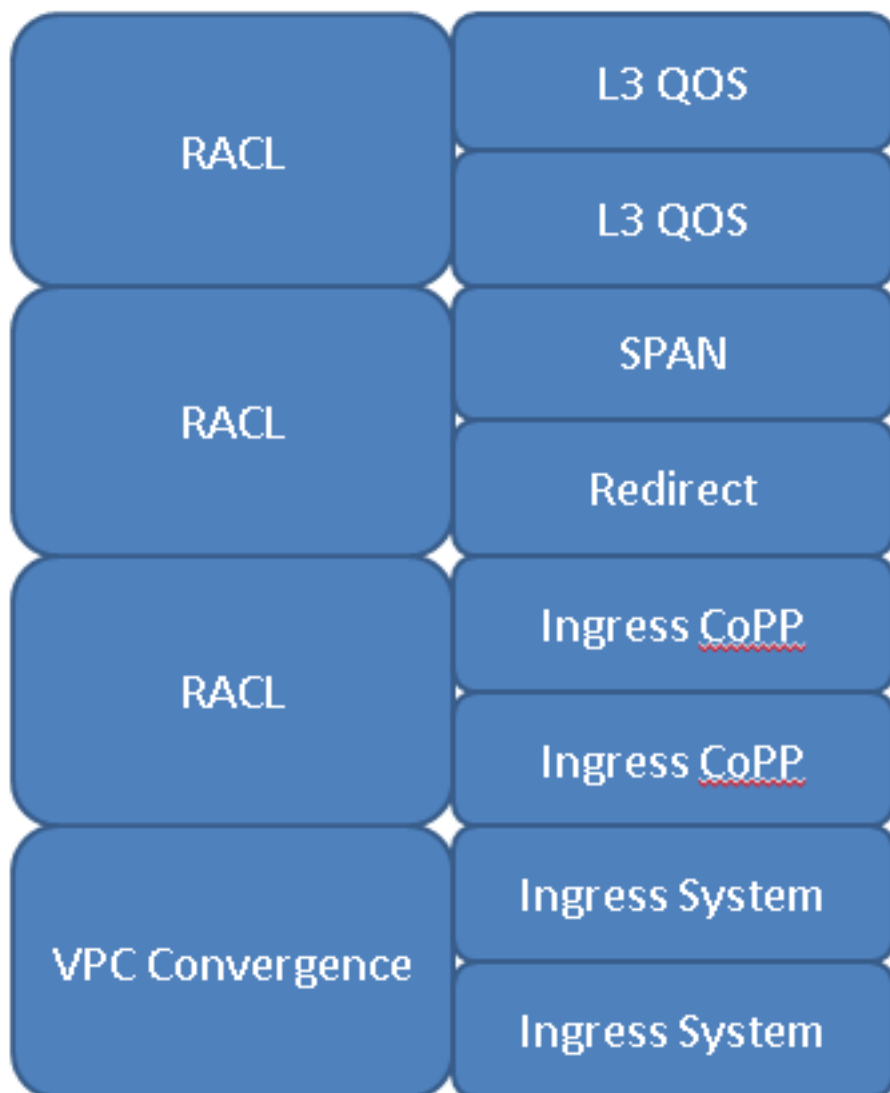 RACL
L3 QOS
L3 QOS
RACL
SPAN
Redirect
RACL
Ingress CoPP
Ingress CoPP
VPC Convergence
Ingress System
Ingress System